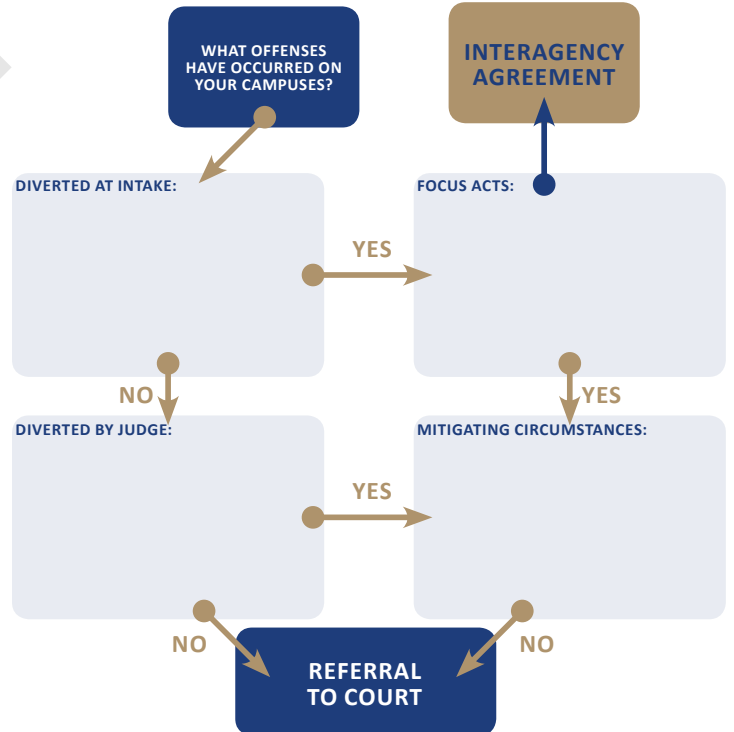 WHAT OFFENSES
HAVE OCCURRED ON
YOUR CAMPUSES?
INTERAGENCY
AGREEMENT
DIVERTED AT INTAKE:
FOCUS ACTS:
YES
NO
YES
DIVERTED BY JUDGE:
MITIGATING CIRCUMSTANCES:
YES
NO
NO
REFERRAL
TO COURT